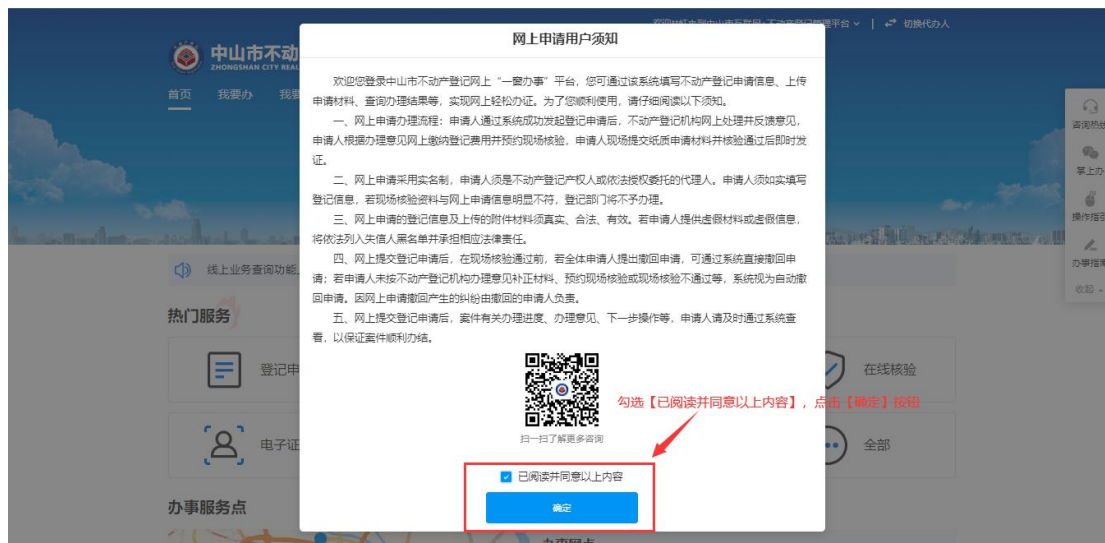 切换代办人
中山市不动
ZHONGSHAN CITY REAL
首页 我要办 我要
网上申请用户须知
欢迎您登录中山市不动产登记网上“一窗办事”平台，您可通过该系统填写不动产登记申请信息、上传
申请材料、查询办理结果等，实现网上轻松办证。为了您顺利使用，请仔细阅读以下须知。
一、网上申请办理流程：申请人通过系统成功发起登记申请后，不动产登记机构网上处理并反馈意见，
申请人根据办理意见网上缴纳登记费用并预约现场核验，申请人现场提交纸质申请材料并核验通过后即时发
证。
二、网上申请采用实名制，申请人须是不动产登记产权人或依法授权委托的代理人。申请人须如实填写
登记信息，若现场核验资料与网上申请信息明显不符，登记部门将不予办理。
三、网上申请的登记信息及上传的附件材料须真实、合法、有效。若申请人提供虚假材料或虚假信息，
将依法列入失信人黑名单并承担相应法律责任。
四、网上提交登记申请后，在现场核验通过前，若全体申请人提出撤回申请，可通过系统直接撤回申
请；若申请人未按不动产登记机构办理意见补正材料、预约现场核验或现场核验不通过等，系统视为自动撤
回申请。因网上申请撤回产生的纠纷由撤回的申请人负责。
五、网上提交登记申请后，案件有关办理进度、办理意见、下一步操作等，申请人请及时通过系统查
看，以保证案件顺利办结。
扫一扫了解更多咨询
勾选【已阅读并同意以上内容】，点击【确定】按钮
已阅读并同意以上内容
确定
线上业务查询功能
热门服务
登记申
在线核验
电子证
全部
办事服务点
办事网点
咨询热线
掌上办
操作指引
办事指南
收起